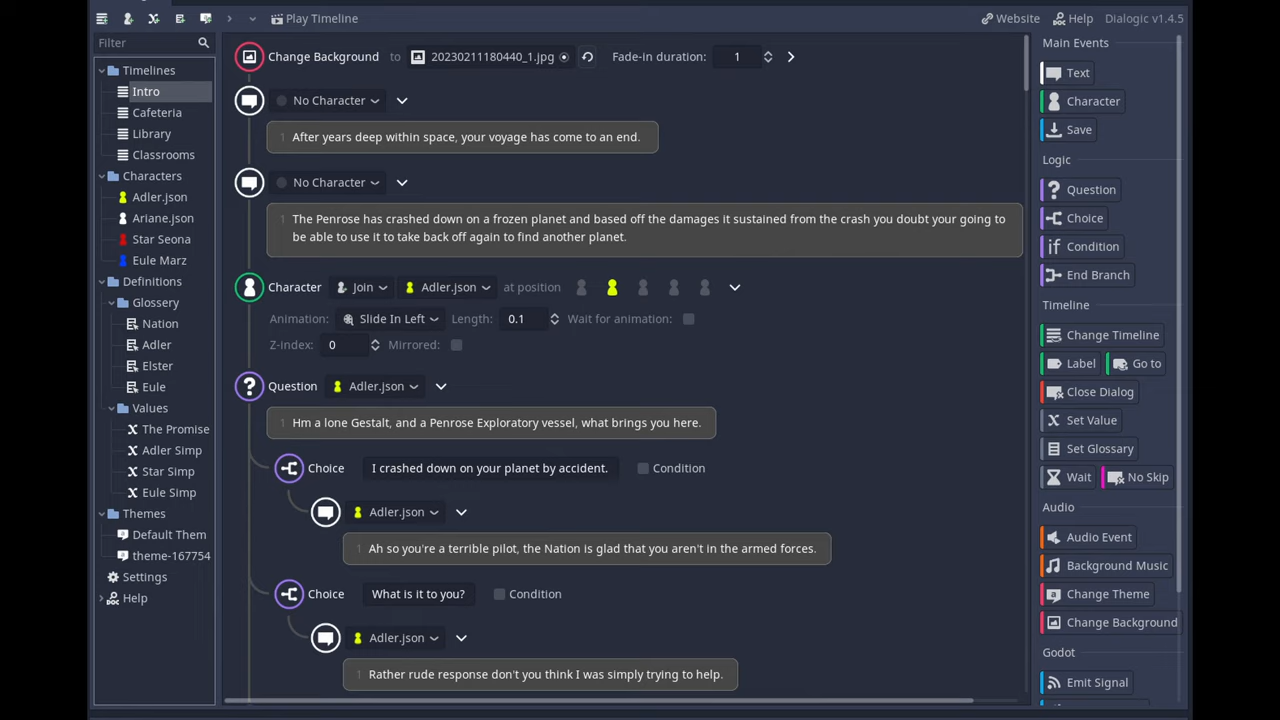 Play Timeline
Website
Help
Dialogic v1.4.5
Filter
Timelines
Intro
Cafeteria
Library
Classrooms
Characters
Adler.json
Ariane.json
Star Seona
Eule Marz
Definitions
Glossary
Nation
Adler
Elster
Eule
Values
The Promise
Adler Simp
Star Simp
Eule Simp
Themes
Default Them
theme-167754
Settings
DOC Help
Change Background to 20230211180440_1.jpg Fade-in duration: 1
No Character
1 After years deep within space, your voyage has come to an end.
No Character
1 The Penrose has crashed down on a frozen planet and based off the damages it sustained from the crash you doubt your going to
be able to use it to take back off again to find another planet.
Character Join Adler.json at position
Animation: Slide In Left Length: 0.1 Wait for animation:
Z-index: 0 Mirrored:
? Question Adler.json
1 Hm a lone Gestalt, and a Penrose Exploratory vessel, what brings you here.
Choice I crashed down on your planet by accident. Condition
Adler.json
1 Ah so you're a terrible pilot, the Nation is glad that you aren't in the armed forces.
Choice What is it to you? Condition
Adler.json
1 Rather rude response don't you think I was simply trying to help.
Main Events
Text
Character
Save
Logic
? Question
Choice
if Condition
End Branch
Timeline
Change Timeline
Label Go to
Close Dialog
Set Value
Set Glossary
Wait No Skip
Audio
Audio Event
Background Music
Change Theme
Change Background
Godot
Emit Signal